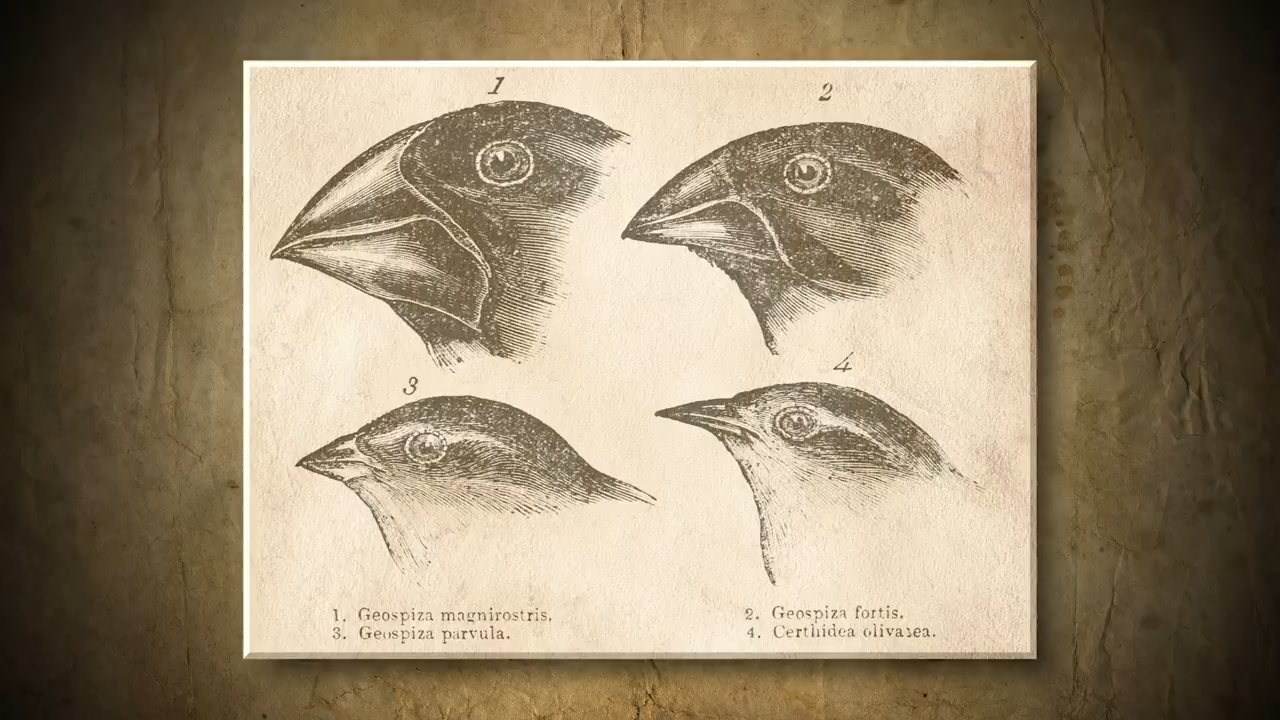 1
2
3
4
1. Geospiza magnirostris.
2. Geospiza fortis.
3. Geospiza parvula.
4. Certhidea olivasea.